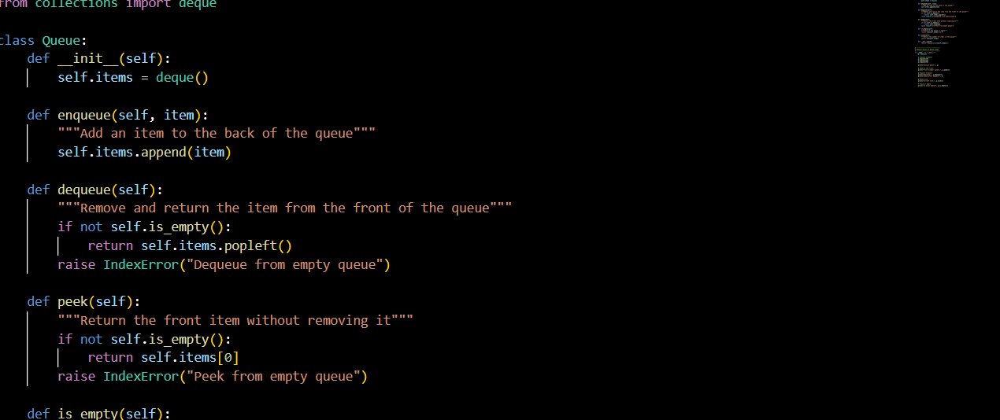 from collections import deque
class Queue:
    def __init__(self):
        self.items = deque()
    def enqueue(self, item):
        """Add an item to the back of the queue"""
        self.items.append(item)
    def dequeue(self):
        """Remove and return the item from the front of the queue"""
        if not self.is_empty():
            return self.items.popleft()
        raise IndexError("Dequeue from empty queue")
    def peek(self):
        """Return the front item without removing it"""
        if not self.is_empty():
            return self.items[0]
        raise IndexError("Peek from empty queue")
    def is_empty(self):